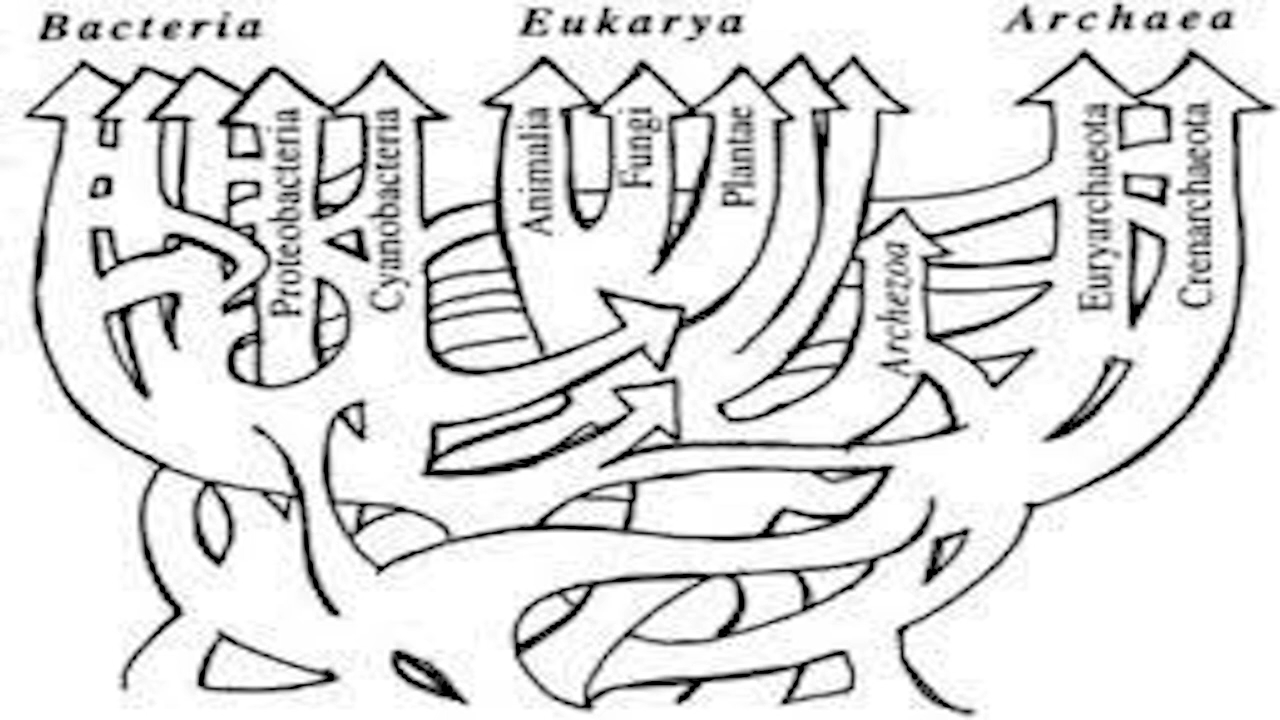 Bacteria
Eukarya
Archaea
Proteobacteria
Cyanobacteria
Animalia
Fungi
Plantae
Archezoa
Euryarchaeota
Crenarchaeota